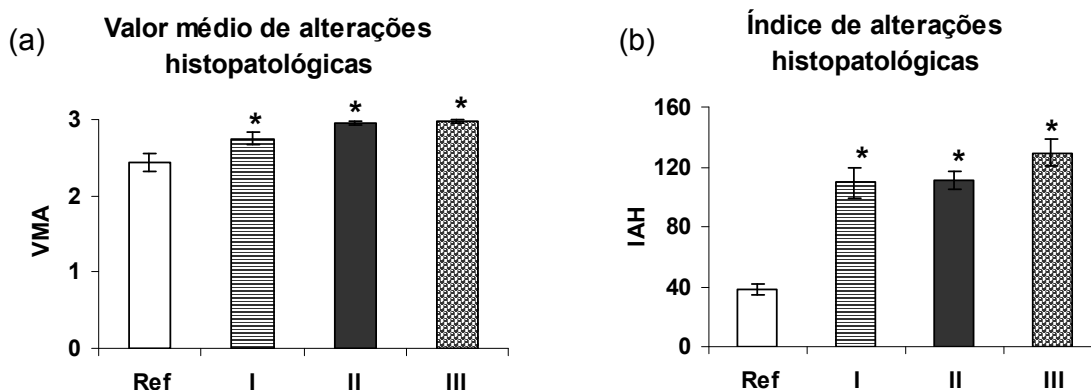 (a)
Valor médio de alterações
histopatológicas
VMA
3
2
1
0
*
*
*
Ref I II III
(b)
Índice de alterações
histopatológicas
IAH
160
120
80
40
0
*
*
*
Ref I II III